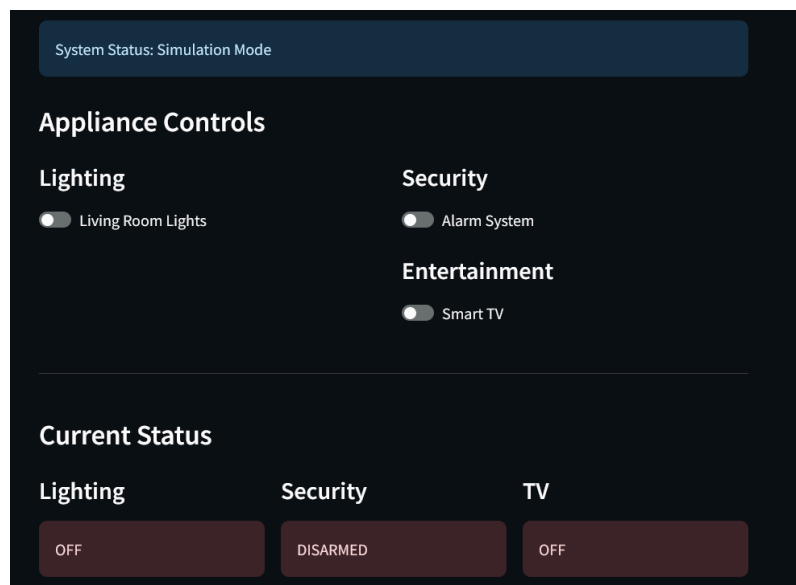 System Status: Simulation Mode
Appliance Controls
Lighting
Living Room Lights
Security
Alarm System
Entertainment
Smart TV
Current Status
Lighting
OFF
Security
DISARMED
TV
OFF